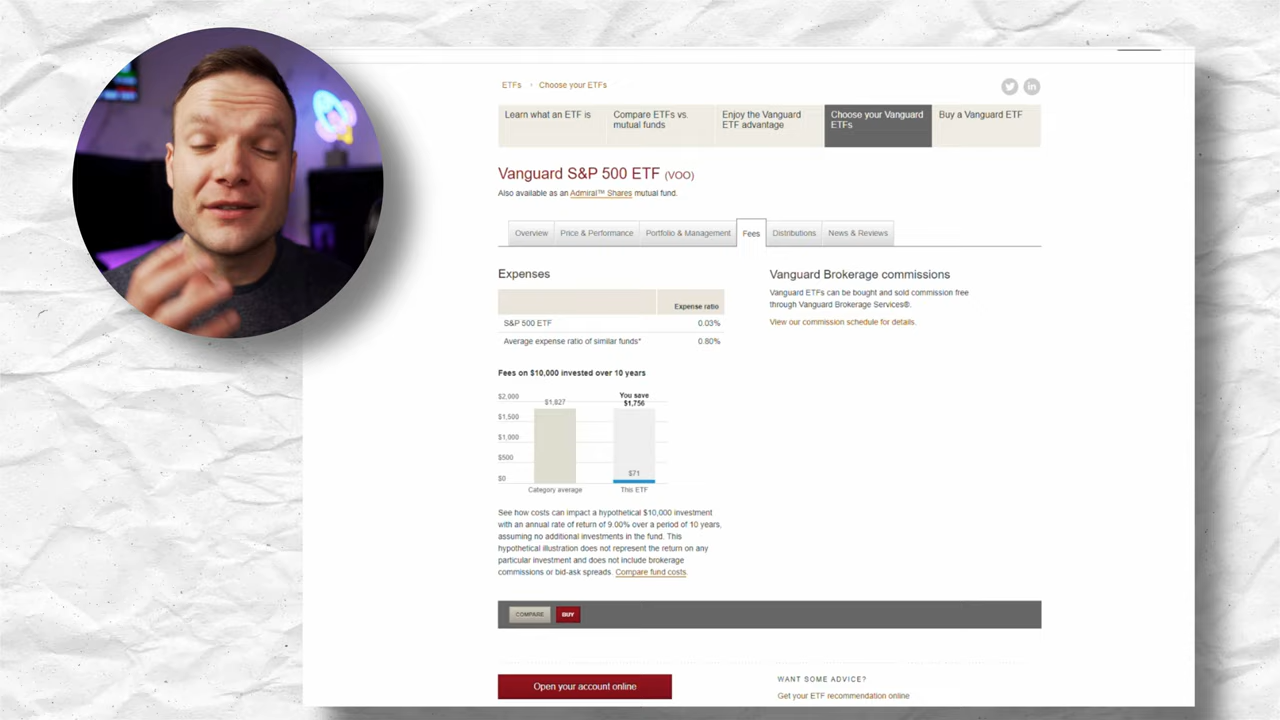 ETFs › Choose your ETFs
Learn what an ETF is
Compare ETFs vs.
mutual funds
Enjoy the Vanguard
ETF advantage
Choose your Vanguard
ETFs
Buy a Vanguard ETF
Vanguard S&P 500 ETF (VOO)
Also available as an Admiral™ Shares mutual fund.
Overview
Price & Performance
Portfolio & Management
Fees
Distributions
News & Reviews
Expenses
Expense ratio
S&P 500 ETF 0.03%
Average expense ratio of similar funds* 0.80%
Fees on $10,000 invested over 10 years
You save
$1,756
$2,000
$1,827
$1,500
$1,000
$500
$71
$0
Category average
This ETF
See how costs can impact a hypothetical $10,000 investment
with an annual rate of return of 9.00% over a period of 10 years,
assuming no additional investments in the fund. This
hypothetical illustration does not represent the return on any
particular investment and does not include brokerage
commissions or bid-ask spreads. Compare fund costs.
Vanguard Brokerage commissions
Vanguard ETFs can be bought and sold commission free
through Vanguard Brokerage Services®.
View our commission schedule for details.
COMPARE
BUY
Open your account online
WANT SOME ADVICE?
Get your ETF recommendation online